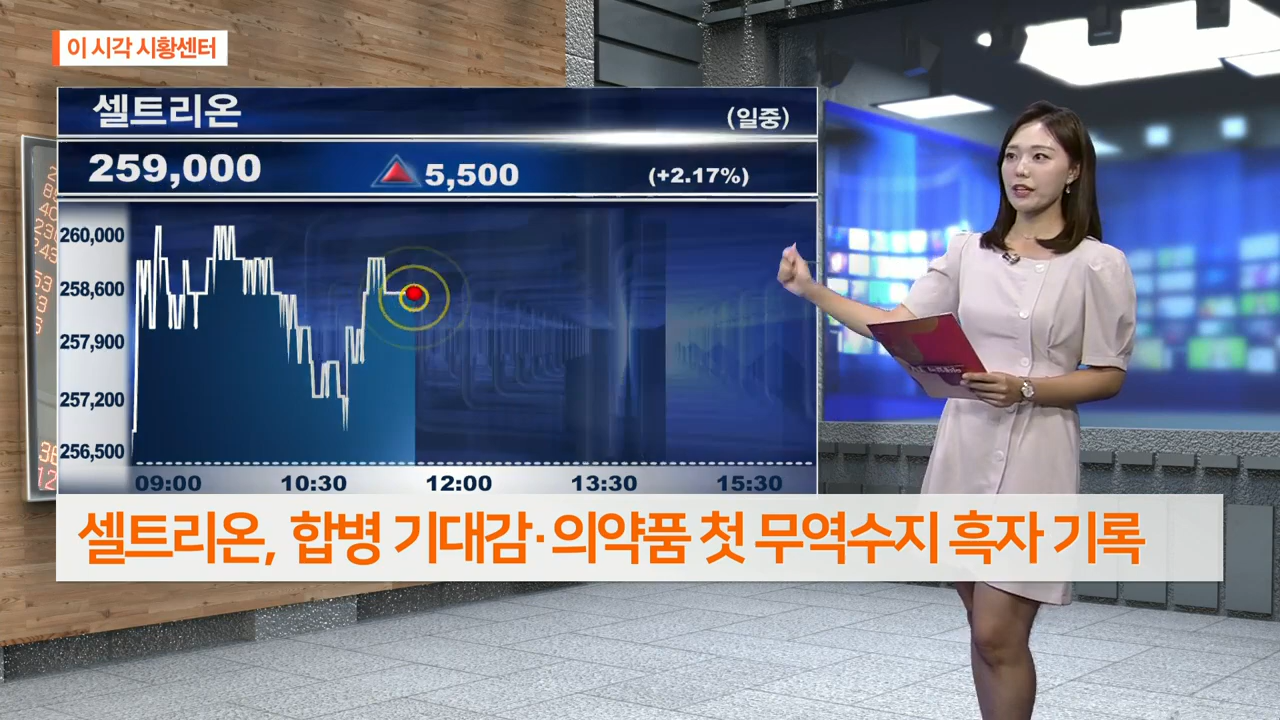 이 시각 시황센터
셀트리온
(일중)
259,000 ▲ 5,500 (+2.17%)
260,000
258,600
257,900
257,200
256,500
09:00 10:30 12:00 13:30 15:30
셀트리온, 합병 기대감·의약품 첫 무역수지 흑자 기록